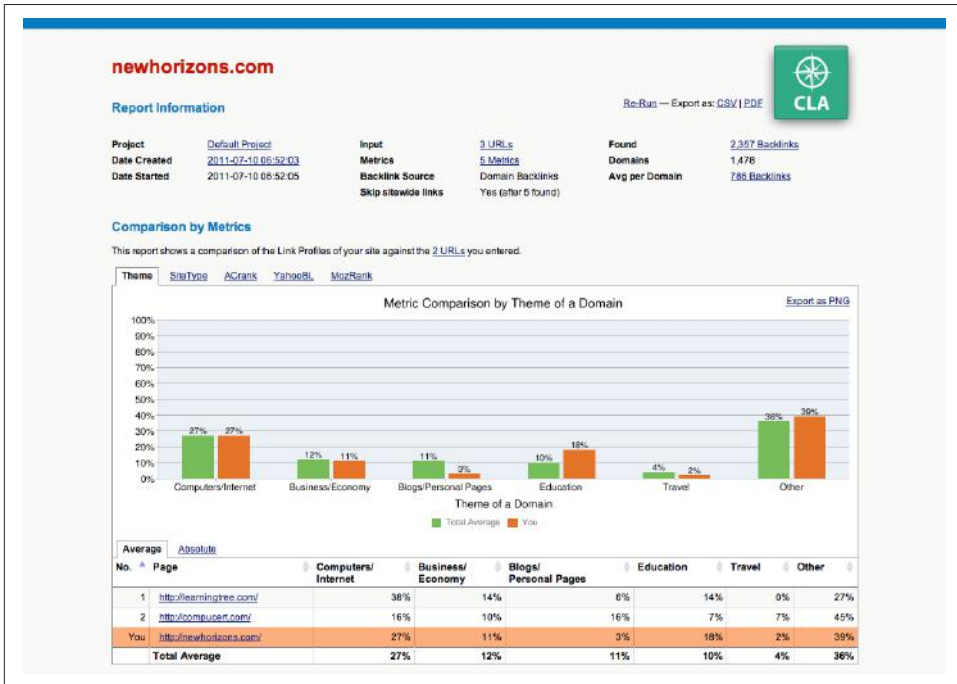 newhorizons.com
CLA
Report Information
Re-Run — Export as: CSV | PDF
Project Default Project Input 3 URLs Found 2,357 Backlinks
Date Created 2011-07-10 06:52:03 Metrics 5 Metrics Domains 1,478
Date Started 2011-07-10 06:52:05 Backlink Source Domain Backlinks Avg per Domain 786 Backlinks
Skip sitewide links Yes (after 5 found)
Comparison by Metrics
This report shows a comparison of the Link Profiles of your site against the 2 URLs you entered.
Theme SiteType ACrank YahooBL MozRank
Metric Comparison by Theme of a Domain Export as PNG
100%
90%
80%
70%
60%
50%
40%
30%
20%
10%
0%
27% 27% 12% 11% 11% 3% 10% 18% 4% 2% 36% 39%
Computers/Internet Business/Economy Blogs/Personal Pages Education Travel Other
Theme of a Domain
Total Average You
Average Absolute
No. Page Computers/ Internet Business/ Economy Blogs/ Personal Pages Education Travel Other
1 http://learningtree.com/ 38% 14% 6% 14% 0% 27%
2 http://compucert.com/ 16% 10% 16% 7% 7% 45%
You http://newhorizons.com/ 27% 11% 3% 18% 2% 39%
Total Average 27% 12% 11% 10% 4% 36%